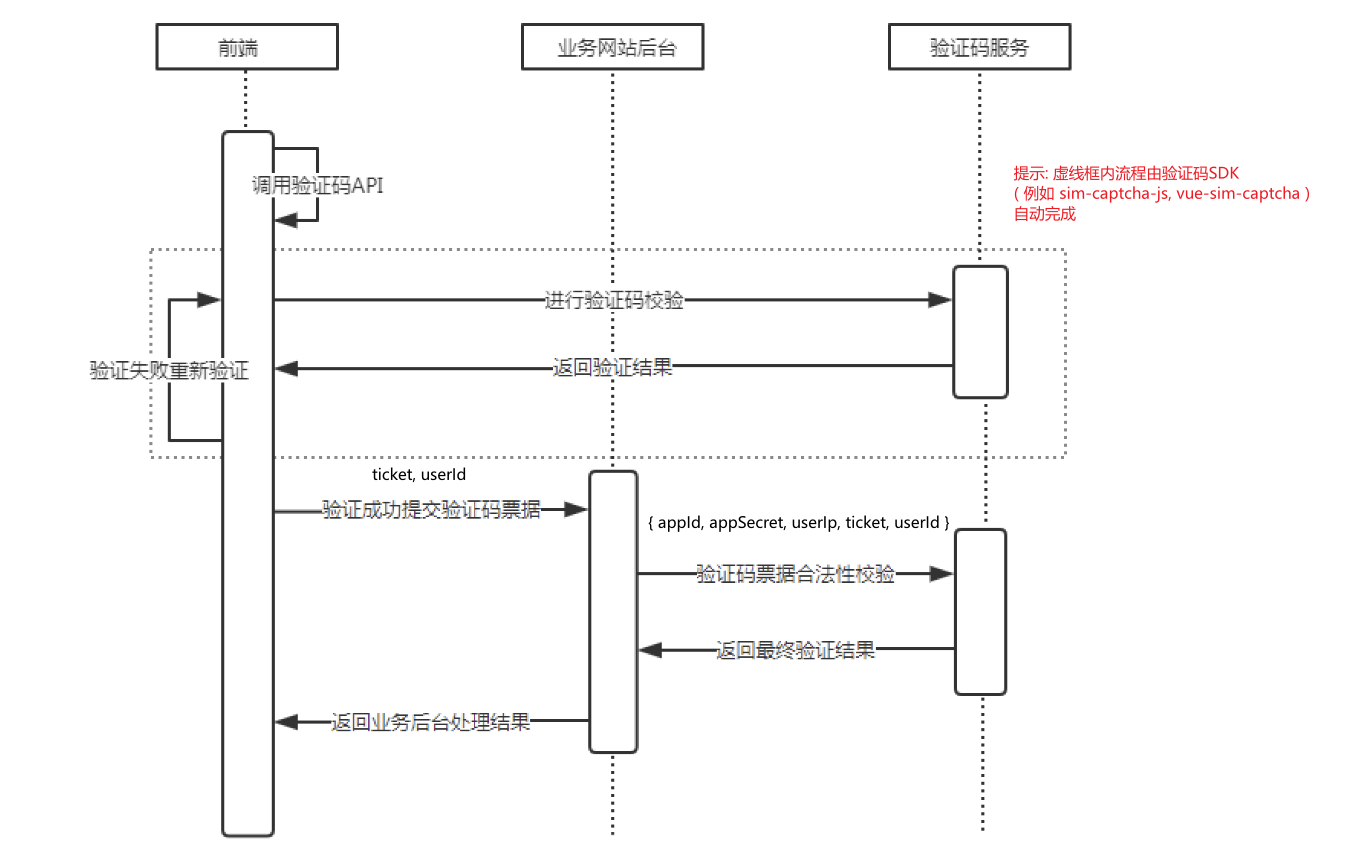 前端
业务网站后台
验证码服务
调用验证码API
提示: 虚线框内流程由验证码SDK
( 例如 sim-captcha-js, vue-sim-captcha )
自动完成
进行验证码校验
返回验证结果
验证失败重新验证
ticket, userId
验证成功提交验证码票据
{ appId, appSecret, userIp, ticket, userId }
验证码票据合法性校验
返回最终验证结果
返回业务后台处理结果